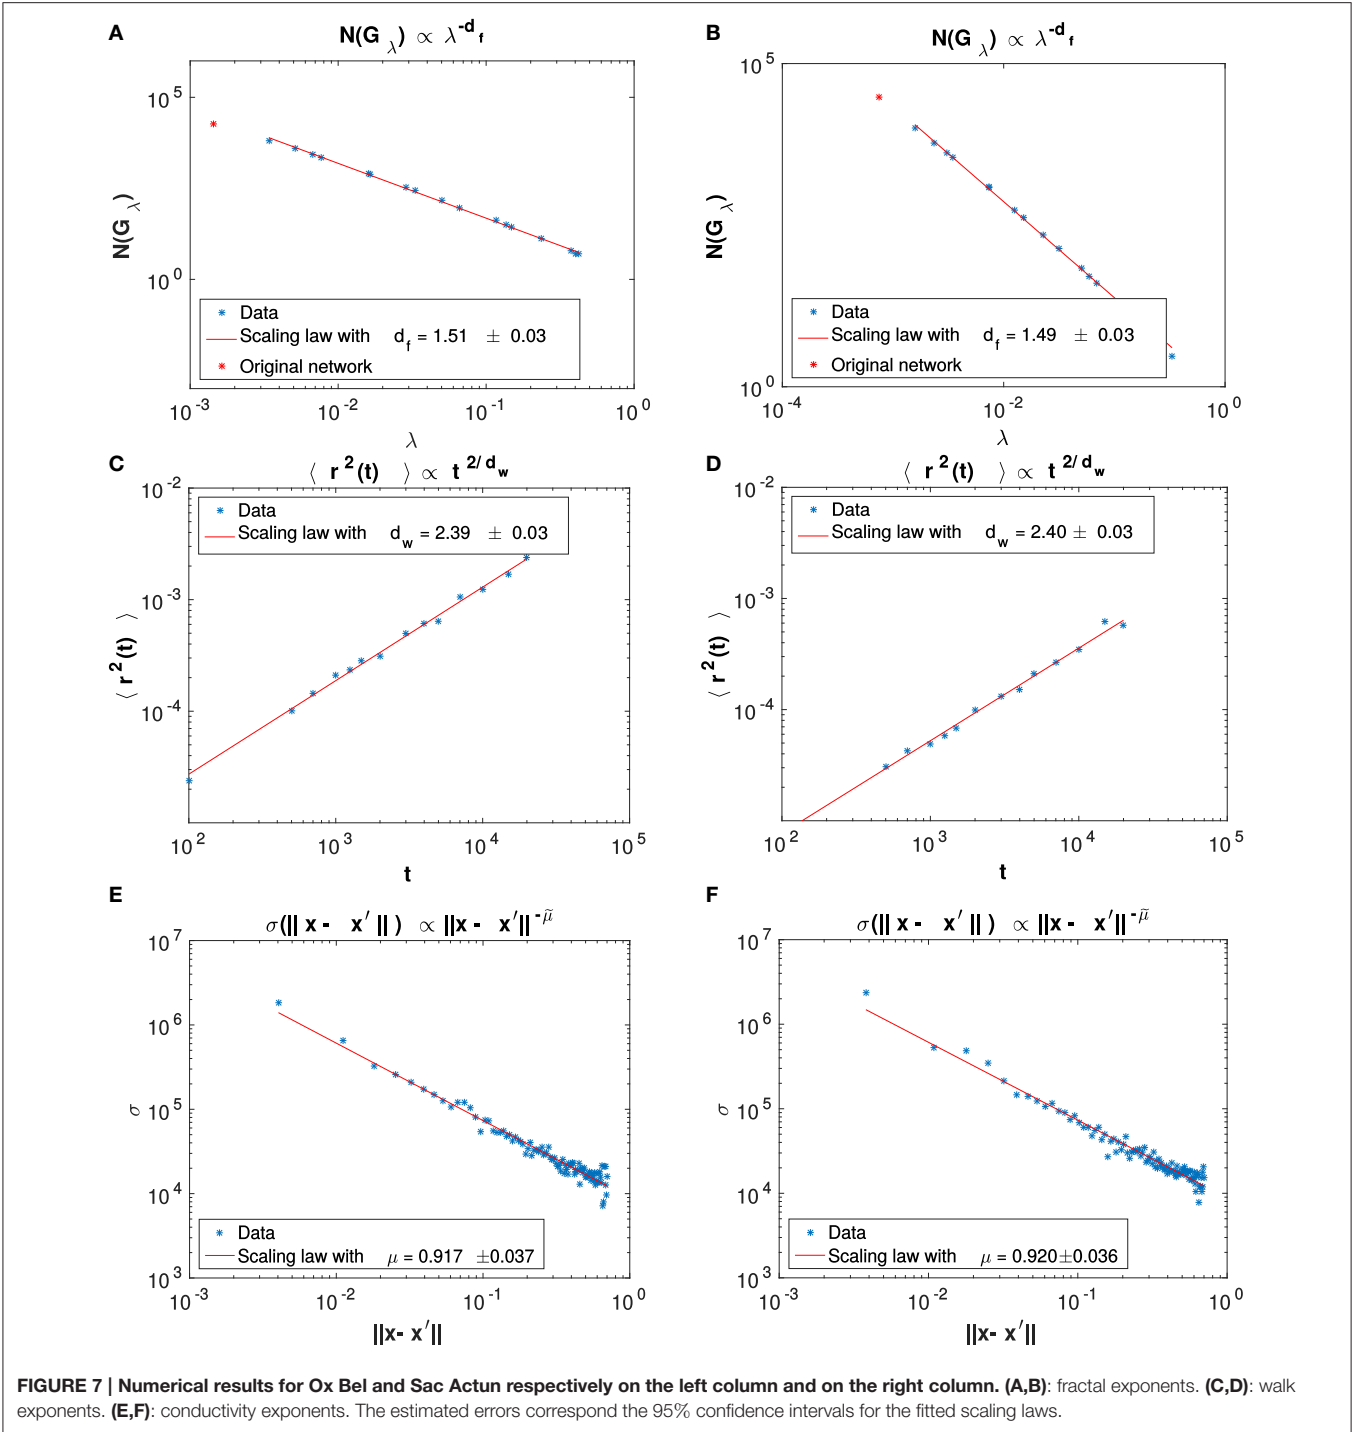 A
N(G λ) ∝ λ^-d f
10^5
10^0
N(G λ)
Data
Scaling law with d_f = 1.51 ± 0.03
Original network
10^-3 10^-2 10^-1 10^0
λ
B
N(G λ) ∝ λ^-d f
10^5
10^0
N(G λ)
Data
Scaling law with d_f = 1.49 ± 0.03
Original network
10^-4 10^-2 10^0
λ
C
⟨ r^2(t) ⟩ ∝ t^2/d_w
10^-2
10^-3
10^-4
⟨ r^2(t) ⟩
Data
Scaling law with d_w = 2.39 ± 0.03
10^2 10^3 10^4 10^5
t
D
⟨ r^2(t) ⟩ ∝ t^2/d_w
10^-2
10^-3
10^-4
⟨ r^2(t) ⟩
Data
Scaling law with d_w = 2.40 ± 0.03
10^2 10^3 10^4 10^5
t
E
σ(|| x - x′ ||) ∝ ||x - x′||^-μ̃
10^7
10^6
10^5
10^4
10^3
σ
Data
Scaling law with μ = 0.917 ±0.037
10^-3 10^-2 10^-1 10^0
||x- x′||
F
σ(|| x - x′ ||) ∝ ||x - x′||^-μ̃
10^7
10^6
10^5
10^4
10^3
σ
Data
Scaling law with μ = 0.920±0.036
10^-3 10^-2 10^-1 10^0
||x- x′||
FIGURE 7 | Numerical results for Ox Bel and Sac Actun respectively on the left column and on the right column. (A,B): fractal exponents. (C,D): walk
exponents. (E,F): conductivity exponents. The estimated errors correspond the 95% confidence intervals for the fitted scaling laws.